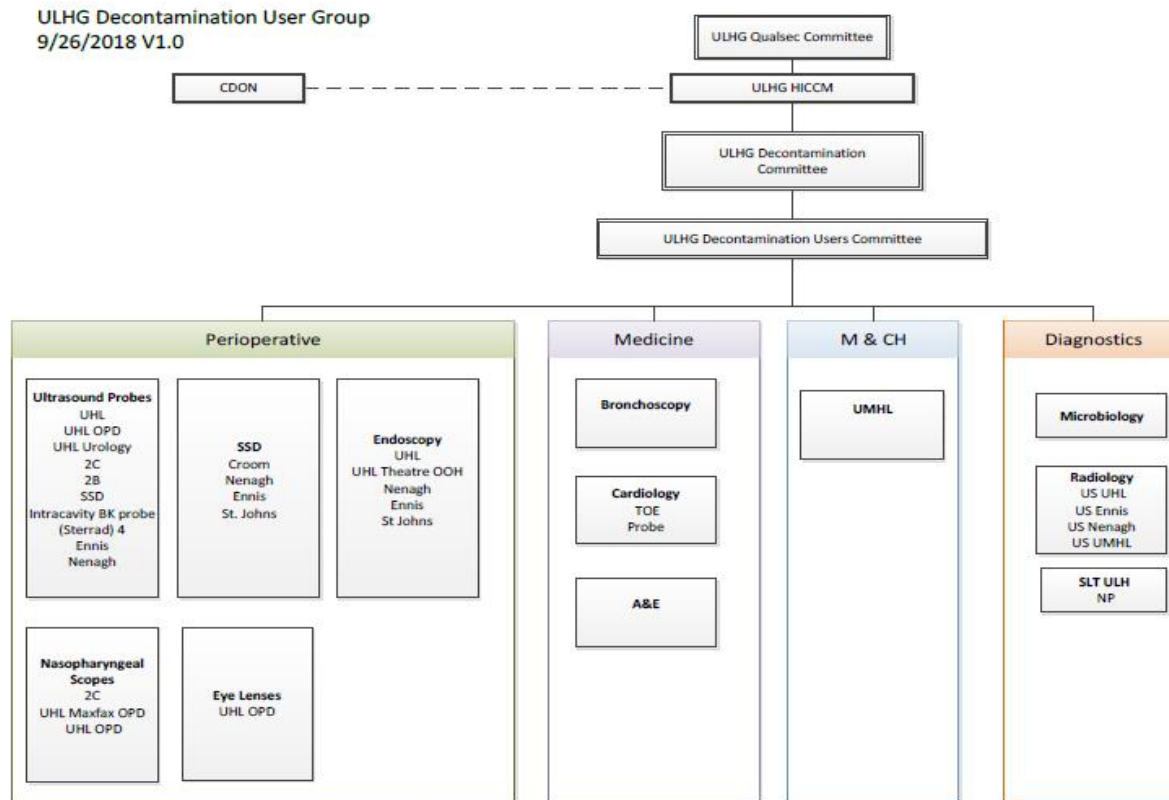 ULHG Decontamination User Group
9/26/2018 V1.0
ULHG Qualsec Committee
CDON
ULHG HICCM
ULHG Decontamination
Committee
ULHG Decontamination Users Committee
Perioperative
Ultrasound Probes
UHL
UHL OPD
UHL Urology
2C
2B
SSD
Intracavity BK probe
(Sterrad) 4
Ennis
Nenagh
SSD
Croom
Nenagh
Ennis
St. Johns
Endoscopy
UHL
UHL Theatre OOH
Nenagh
Ennis
St Johns
Nasopharyngeal
Scopes
2C
UHL Maxfax OPD
UHL OPD
Eye Lenses
UHL OPD
Medicine
Bronchoscopy
Cardiology
TOE
Probe
A&E
M & CH
UMHL
Diagnostics
Microbiology
Radiology
US UHL
US Ennis
US Nenagh
US UMHL
SLT ULH
NP